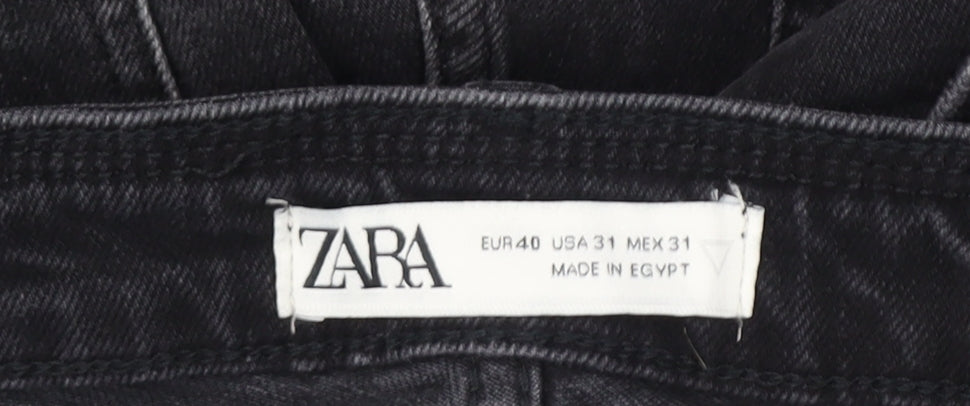 ZARA
EUR 40 USA 31 MEX 31
MADE IN EGYPT